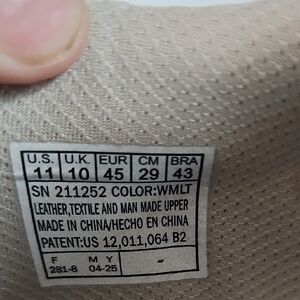 U.S. U.K. EUR CM BRA
11 10 45 29 43
SN 211252 COLOR:WMLT
LEATHER,TEXTILE AND MAN MADE UPPER
MADE IN CHINA/HECHO EN CHINA
PATENT:US 12,011,064 B2
F M Y
281-8 04-25 -